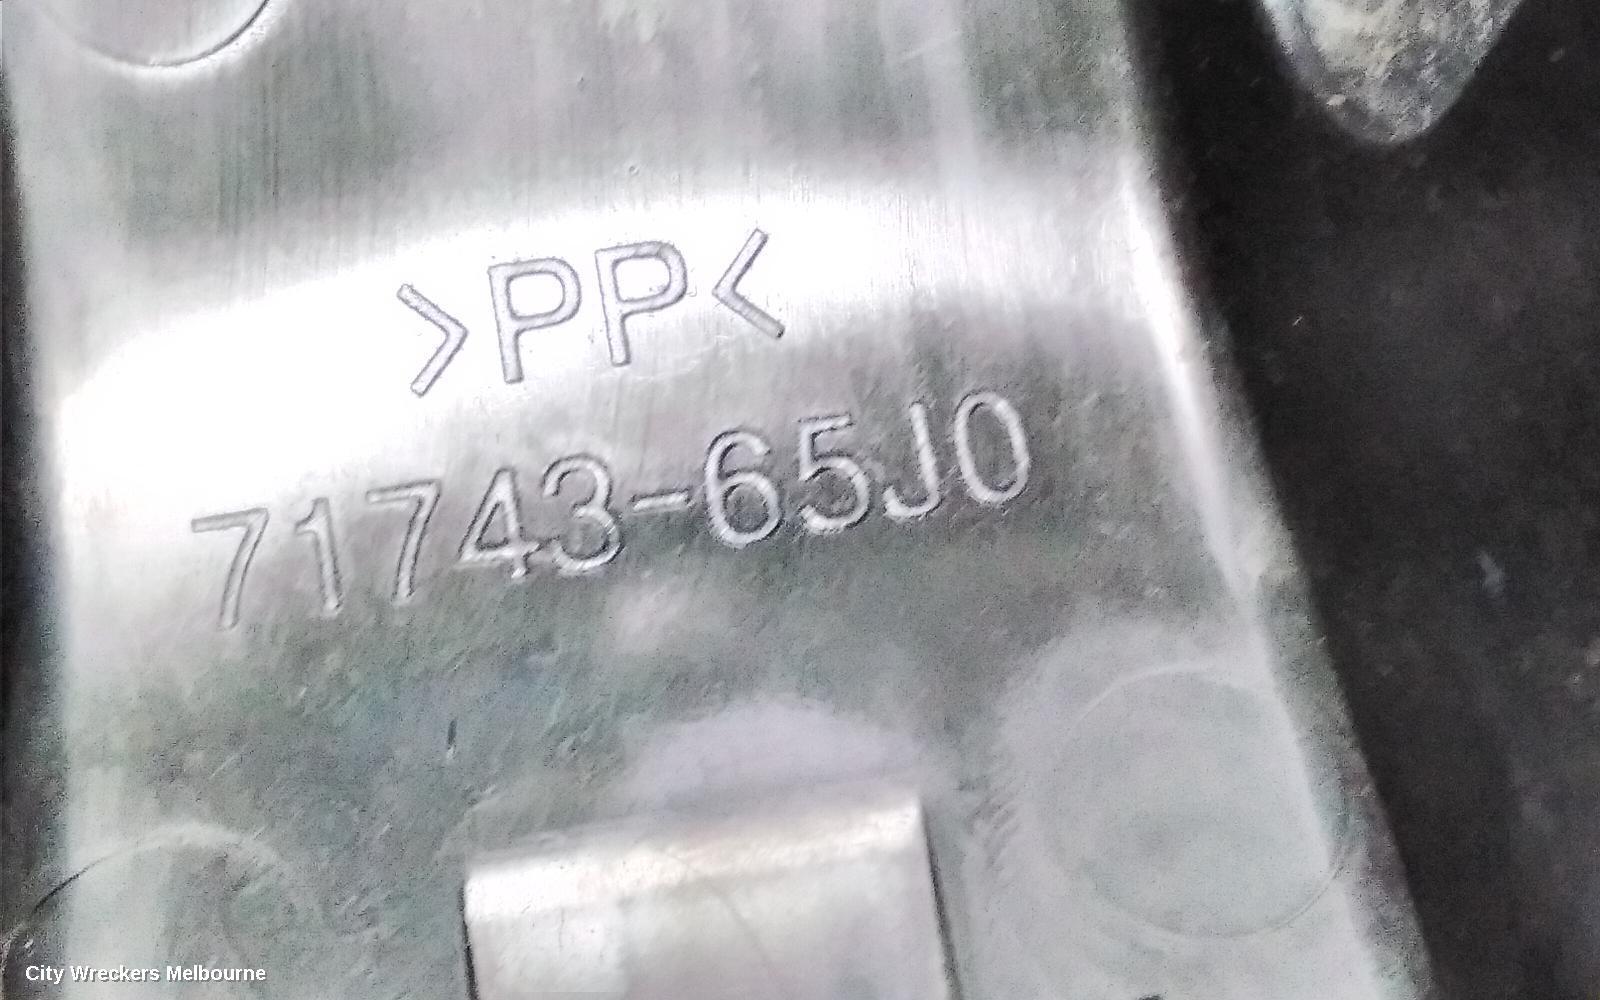 >PP<
71743-65J0
City Wreckers Melbourne